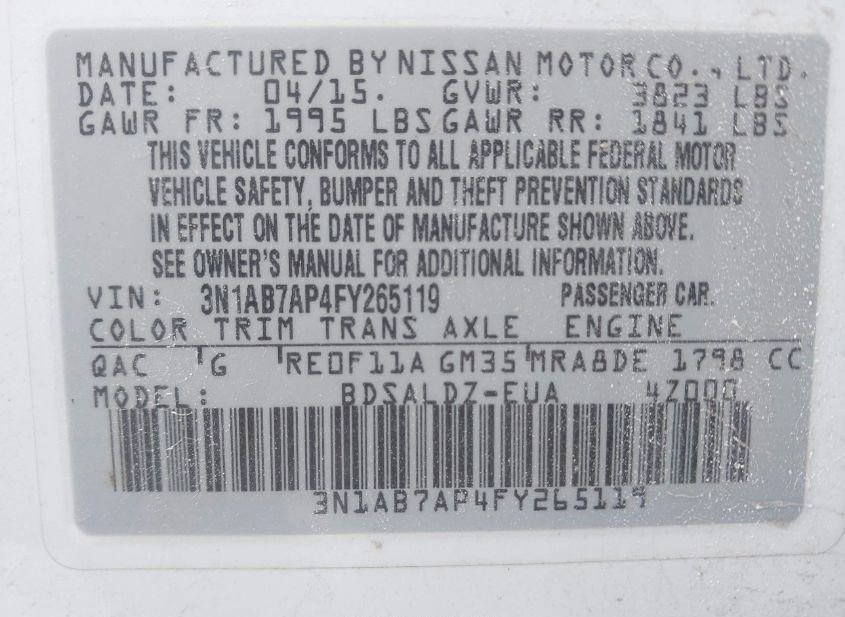 MANUFACTURED BY NISSAN MOTOR CO., LTD.
DATE: 04/15. GVWR: 3823 LBS
GAWR FR: 1995 LBS GAWR RR: 1841 LBS
THIS VEHICLE CONFORMS TO ALL APPLICABLE FEDERAL MOTOR
VEHICLE SAFETY, BUMPER AND THEFT PREVENTION STANDARDS
IN EFFECT ON THE DATE OF MANUFACTURE SHOWN ABOVE.
SEE OWNER'S MANUAL FOR ADDITIONAL INFORMATION.
VIN: 3N1AB7AP4FY265119 PASSENGER CAR.
COLOR TRIM TRANS AXLE ENGINE
QAC G RE0F11A GM35 MRA8DE 1798 CC
MODEL: BDSALDZ-EUA 4Z000
3N1AB7AP4FY265119